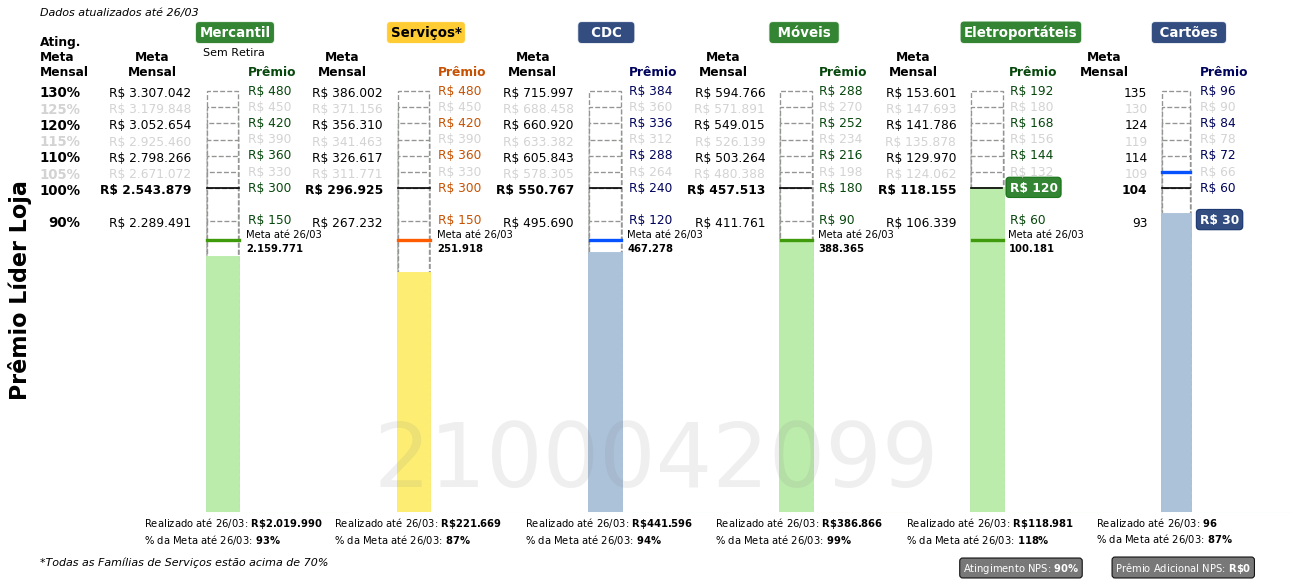 Dados atualizados até 26/03
Mercantil Serviços* CDC Móveis Eletroportáteis Cartões
Sem Retira
Ating. Meta Mensal Meta Mensal Prêmio Meta Mensal Prêmio Meta Mensal Prêmio Meta Mensal Prêmio Meta Mensal Prêmio Meta Mensal Prêmio
130% R$ 3.307.042 R$ 480 R$ 386.002 R$ 480 R$ 715.997 R$ 384 R$ 594.766 R$ 288 R$ 153.601 R$ 192 135 R$ 96
125% R$ 3.179.848 R$ 450 R$ 371.156 R$ 450 R$ 688.458 R$ 360 R$ 571.891 R$ 270 R$ 147.693 R$ 180 130 R$ 90
120% R$ 3.052.654 R$ 420 R$ 356.310 R$ 420 R$ 660.920 R$ 336 R$ 549.015 R$ 252 R$ 141.786 R$ 168 124 R$ 84
115% R$ 2.925.460 R$ 390 R$ 341.463 R$ 390 R$ 633.382 R$ 312 R$ 526.139 R$ 234 R$ 135.878 R$ 156 119 R$ 78
110% R$ 2.798.266 R$ 360 R$ 326.617 R$ 360 R$ 605.843 R$ 288 R$ 503.264 R$ 216 R$ 129.970 R$ 144 114 R$ 72
105% R$ 2.671.072 R$ 330 R$ 311.771 R$ 330 R$ 578.305 R$ 264 R$ 480.388 R$ 198 R$ 124.062 R$ 132 109 R$ 66
100% R$ 2.543.879 R$ 300 R$ 296.925 R$ 300 R$ 550.767 R$ 240 R$ 457.513 R$ 180 R$ 118.155 R$ 120 104 R$ 60
90% R$ 2.289.491 R$ 150 R$ 267.232 R$ 150 R$ 495.690 R$ 120 R$ 411.761 R$ 90 R$ 106.339 R$ 60 93 R$ 30
Meta até 26/03 Meta até 26/03 Meta até 26/03 Meta até 26/03 Meta até 26/03
2.159.771 251.918 467.278 388.365 100.181
Prêmio Líder Loja
2100042099
Realizado até 26/03: R$2.019.990 Realizado até 26/03: R$221.669 Realizado até 26/03: R$441.596 Realizado até 26/03: R$386.866 Realizado até 26/03: R$118.981 Realizado até 26/03: 96
% da Meta até 26/03: 93% % da Meta até 26/03: 87% % da Meta até 26/03: 94% % da Meta até 26/03: 99% % da Meta até 26/03: 118% % da Meta até 26/03: 87%
*Todas as Famílias de Serviços estão acima de 70% Atingimento NPS: 90% Prêmio Adicional NPS: R$0